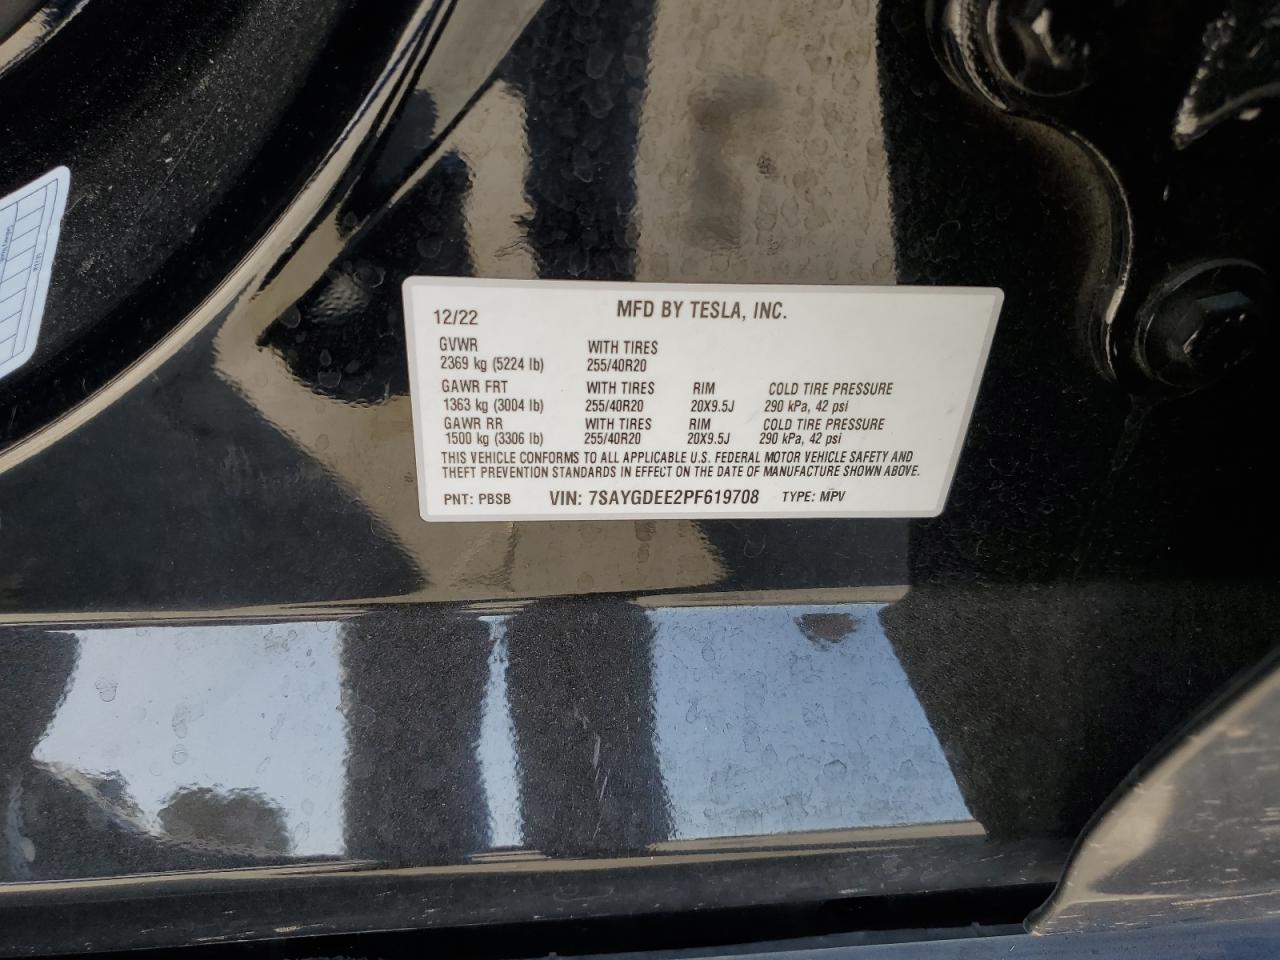 MFD BY TESLA, INC.
12/22
GVWR WITH TIRES
2369 kg (5224 lb) 255/40R20
GAWR FRT WITH TIRES RIM COLD TIRE PRESSURE
1363 kg (3004 lb) 255/40R20 20X9.5J 290 kPa, 42 psi
GAWR RR WITH TIRES RIM COLD TIRE PRESSURE
1500 kg (3306 lb) 255/40R20 20X9.5J 290 kPa, 42 psi
THIS VEHICLE CONFORMS TO ALL APPLICABLE U.S. FEDERAL MOTOR VEHICLE SAFETY AND
THEFT PREVENTION STANDARDS IN EFFECT ON THE DATE OF MANUFACTURE SHOWN ABOVE.
PNT: PBSB VIN: 7SAYGDEE2PF619708 TYPE: MPV